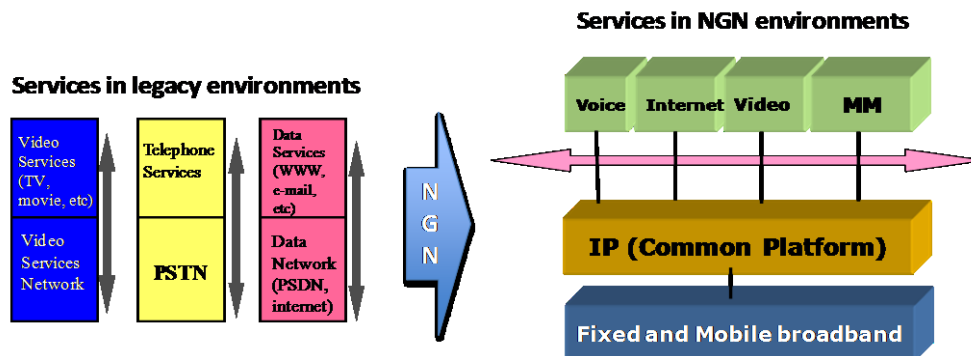 Services in legacy environments
Video
Services
(TV,
movie, etc)
Video
Services
Network
Telephone
Services
PSTN
Data
Services
(WWW,
e-mail,
etc)
Data
Network
(PSDN,
internet)
N
G
N
Services in NGN environments
Voice
Internet
Video
MM
IP (Common Platform)
Fixed and Mobile broadband